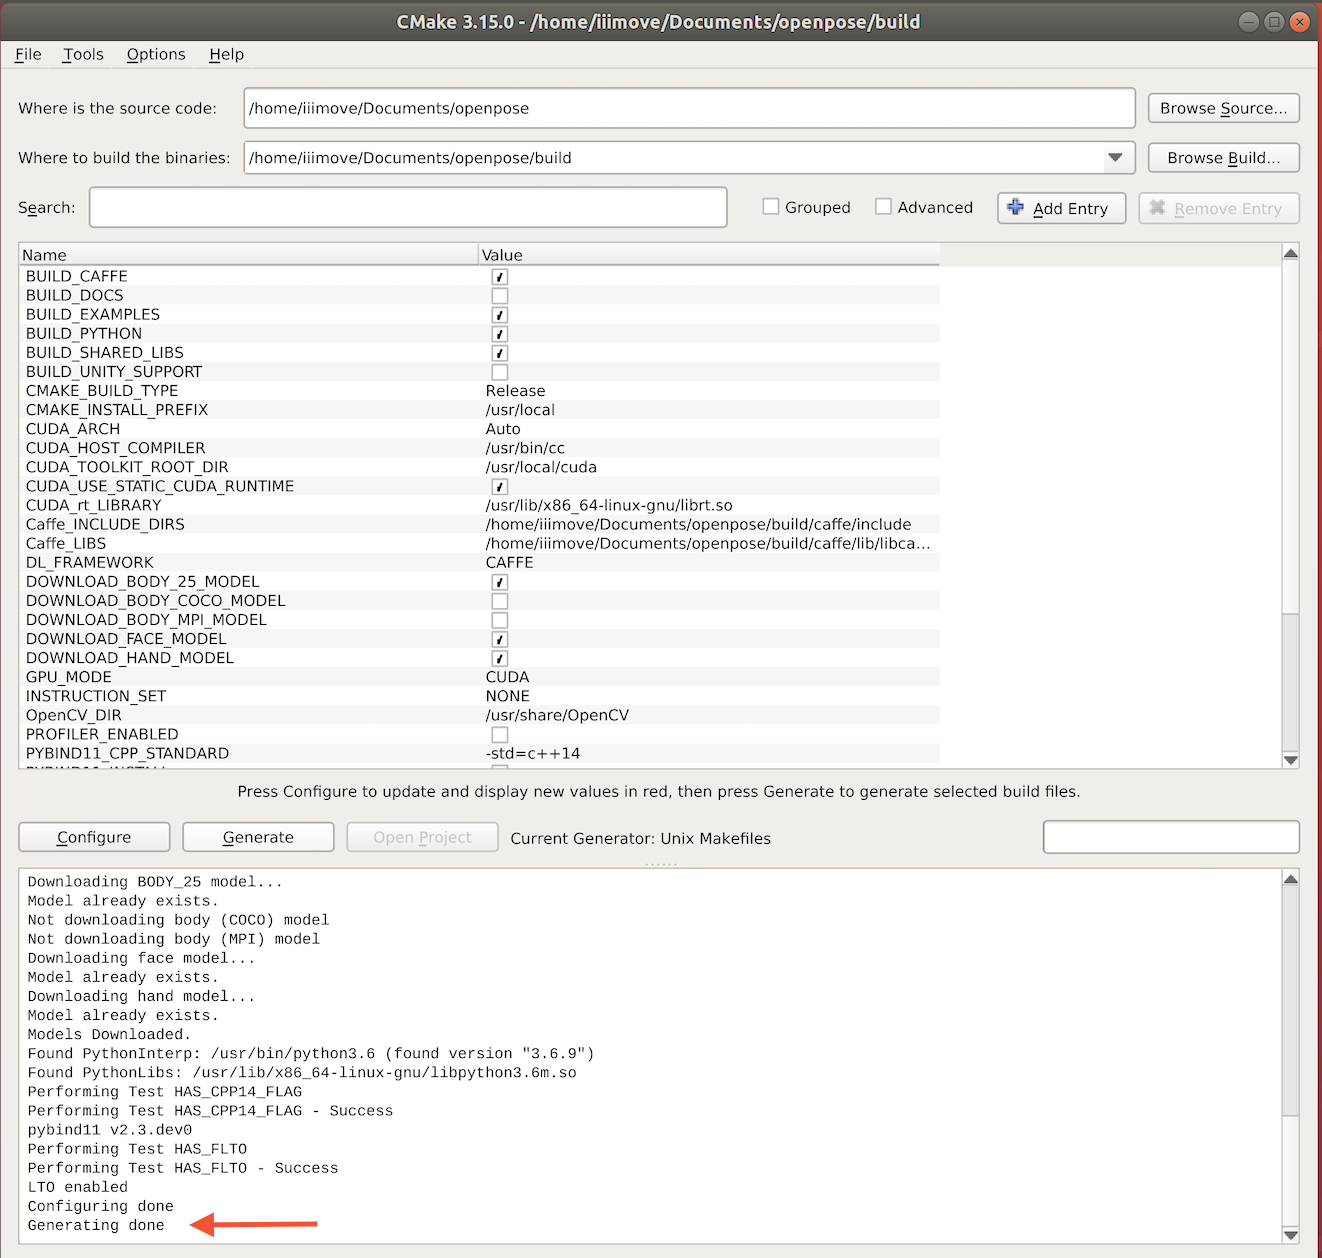 CMake 3.15.0 - /home/iiimove/Documents/openpose/build
File Tools Options Help
Where is the source code: /home/iiimove/Documents/openpose Browse Source...
Where to build the binaries: /home/iiimove/Documents/openpose/build Browse Build...
Search: Grouped Advanced Add Entry Remove Entry
Name Value
BUILD_CAFFE
BUILD_DOCS
BUILD_EXAMPLES
BUILD_PYTHON
BUILD_SHARED_LIBS
BUILD_UNITY_SUPPORT
CMAKE_BUILD_TYPE Release
CMAKE_INSTALL_PREFIX /usr/local
CUDA_ARCH Auto
CUDA_HOST_COMPILER /usr/bin/cc
CUDA_TOOLKIT_ROOT_DIR /usr/local/cuda
CUDA_USE_STATIC_CUDA_RUNTIME
CUDA_rt_LIBRARY /usr/lib/x86_64-linux-gnu/librt.so
Caffe_INCLUDE_DIRS /home/iiimove/Documents/openpose/build/caffe/include
Caffe_LIBS /home/iiimove/Documents/openpose/build/caffe/lib/libca...
DL_FRAMEWORK CAFFE
DOWNLOAD_BODY_25_MODEL
DOWNLOAD_BODY_COCO_MODEL
DOWNLOAD_BODY_MPI_MODEL
DOWNLOAD_FACE_MODEL
DOWNLOAD_HAND_MODEL
GPU_MODE CUDA
INSTRUCTION_SET NONE
OpenCV_DIR /usr/share/OpenCV
PROFILER_ENABLED
PYBIND11_CPP_STANDARD -std=c++14
Press Configure to update and display new values in red, then press Generate to generate selected build files.
Configure Generate Open Project Current Generator: Unix Makefiles
Downloading BODY_25 model...
Model already exists.
Not downloading body (COCO) model
Not downloading body (MPI) model
Downloading face model...
Model already exists.
Downloading hand model...
Model already exists.
Models Downloaded.
Found PythonInterp: /usr/bin/python3.6 (found version "3.6.9")
Found PythonLibs: /usr/lib/x86_64-linux-gnu/libpython3.6m.so
Performing Test HAS_CPP14_FLAG
Performing Test HAS_CPP14_FLAG - Success
pybind11 v2.3.dev0
Performing Test HAS_FLTO
Performing Test HAS_FLTO - Success
LTO enabled
Configuring done
Generating done